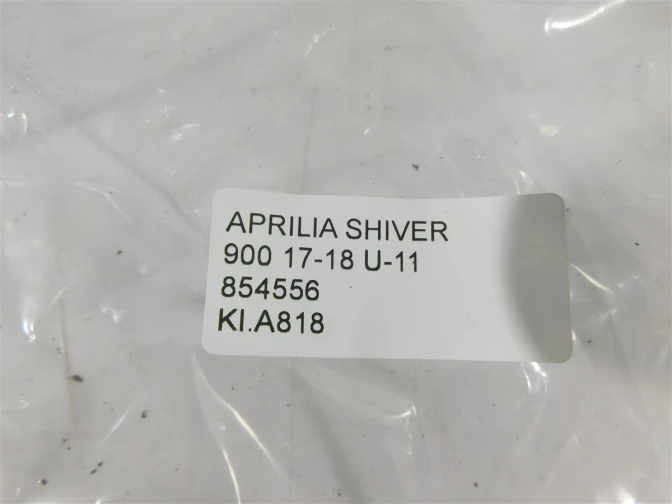 APRILIA SHIVER
900 17-18 U-11
854556
KI.A818